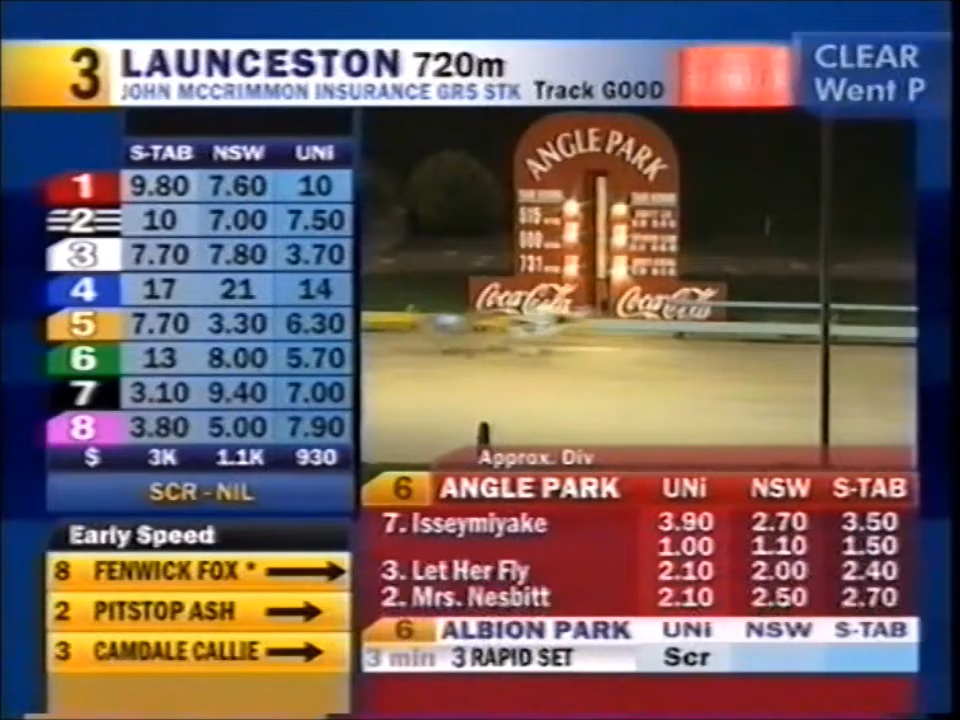 3 LAUNCESTON 720m
JOHN MCCRIMMON INSURANCE GRS STK Track GOOD
CLEAR
Went P
S-TAB NSW UNi
1 9.80 7.60 10
2 10 7.00 7.50
3 7.70 7.80 3.70
4 17 21 14
5 7.70 3.30 6.30
6 13 8.00 5.70
7 3.10 9.40 7.00
8 3.80 5.00 7.90
$ 3K 1.1K 930
SCR - NIL
Early Speed
8 FENWICK FOX *
2 PITSTOP ASH
3 CAMDALE CALLIE
ANGLE PARK
515
600
731
Coca-Cola Coca-Cola
Approx. Div
6 ANGLE PARK UNi NSW S-TAB
7. Isseymiyake 3.90 2.70 3.50
1.00 1.10 1.50
3. Let Her Fly 2.10 2.00 2.40
2. Mrs. Nesbitt 2.10 2.50 2.70
6 ALBION PARK UNi NSW S-TAB
3 min 3 RAPID SET Scr